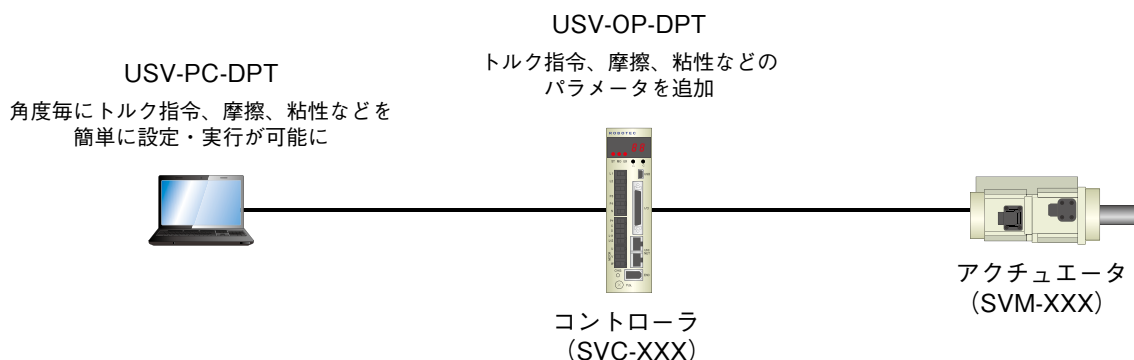 USV-OP-DPT
トルク指令、摩擦、粘性などの
パラメータを追加
USV-PC-DPT
角度毎にトルク指令、摩擦、粘性などを
簡単に設定・実行が可能に
ROBOTEC
アクチュエータ
（SVM-XXX）
コントローラ
（SVC-XXX）